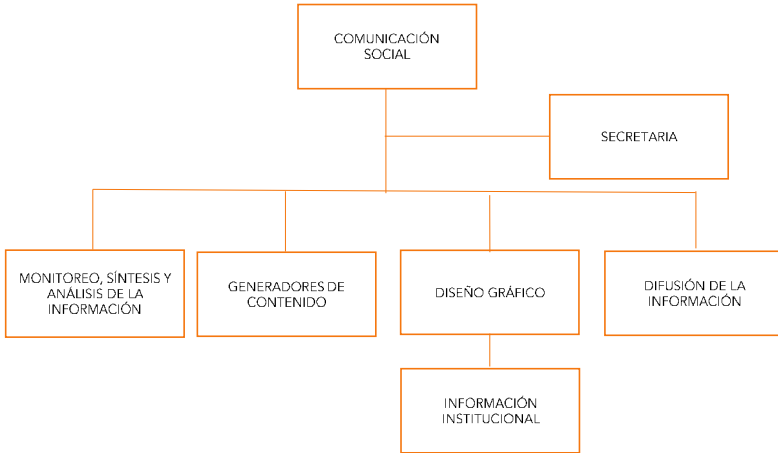 COMUNICACIÓN
SOCIAL
SECRETARIA
MONITOREO, SÍNTESIS Y
ANÁLISIS DE LA
INFORMACIÓN
GENERADORES DE
CONTENIDO
DISEÑO GRÁFICO
DIFUSIÓN DE LA
INFORMACIÓN
INFORMACIÓN
INSTITUCIONAL